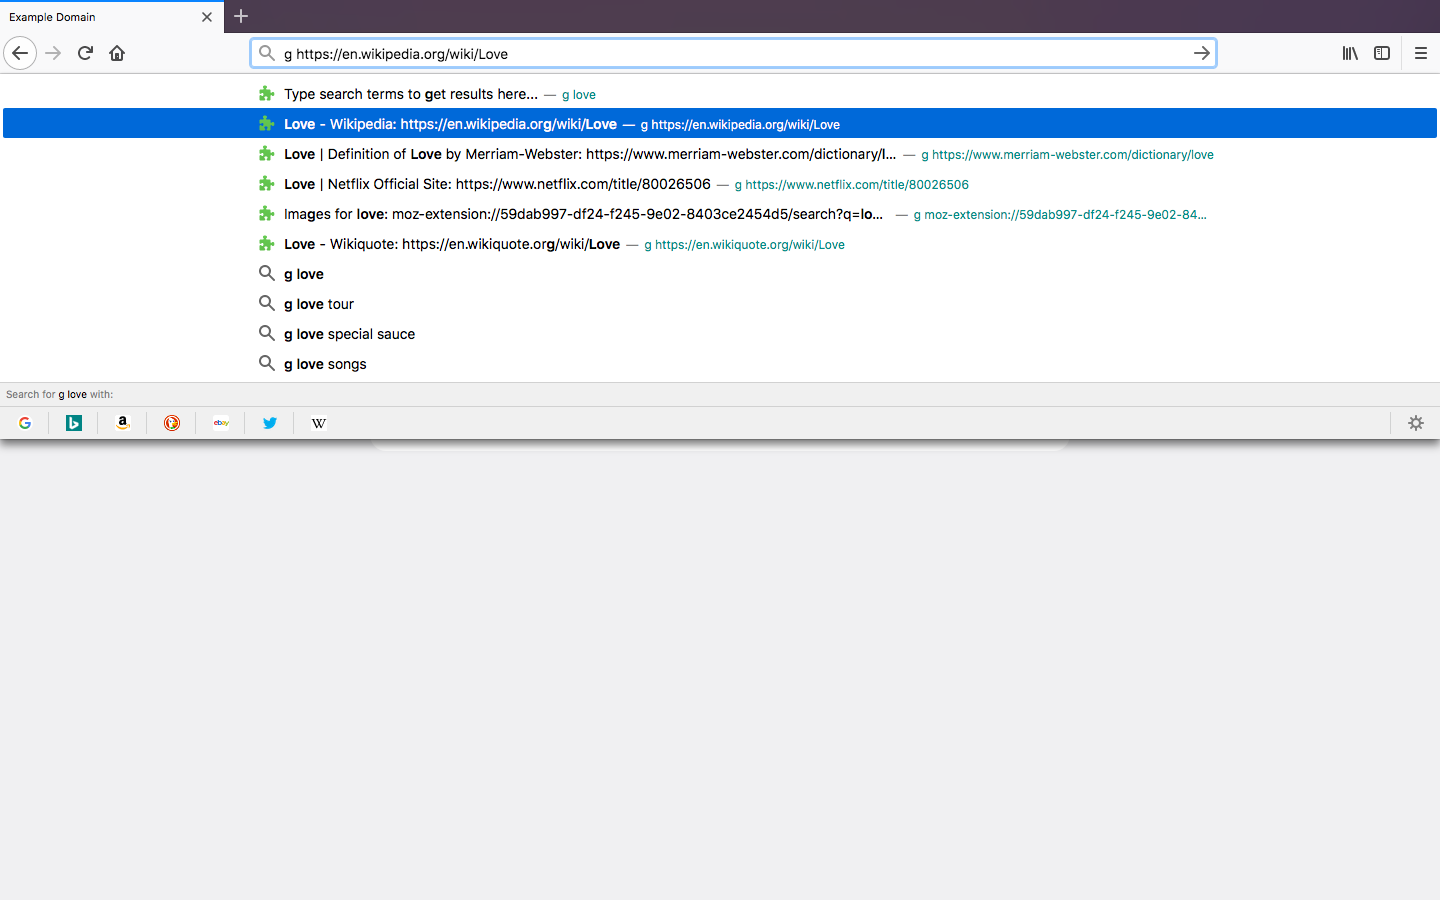 Example Domain
g https://en.wikipedia.org/wiki/Love
Type search terms to get results here... — g love
Love - Wikipedia: https://en.wikipedia.org/wiki/Love — g https://en.wikipedia.org/wiki/Love
Love | Definition of Love by Merriam-Webster: https://www.merriam-webster.com/dictionary/l... — g https://www.merriam-webster.com/dictionary/love
Love | Netflix Official Site: https://www.netflix.com/title/80026506 — g https://www.netflix.com/title/80026506
Images for love: moz-extension://59dab997-df24-f245-9e02-8403ce2454d5/search?q=lo... — g moz-extension://59dab997-df24-f245-9e02-84...
Love - Wikiquote: https://en.wikiquote.org/wiki/Love — g https://en.wikiquote.org/wiki/Love
g love
g love tour
g love special sauce
g love songs
Search for g love with:
G b a ebay W